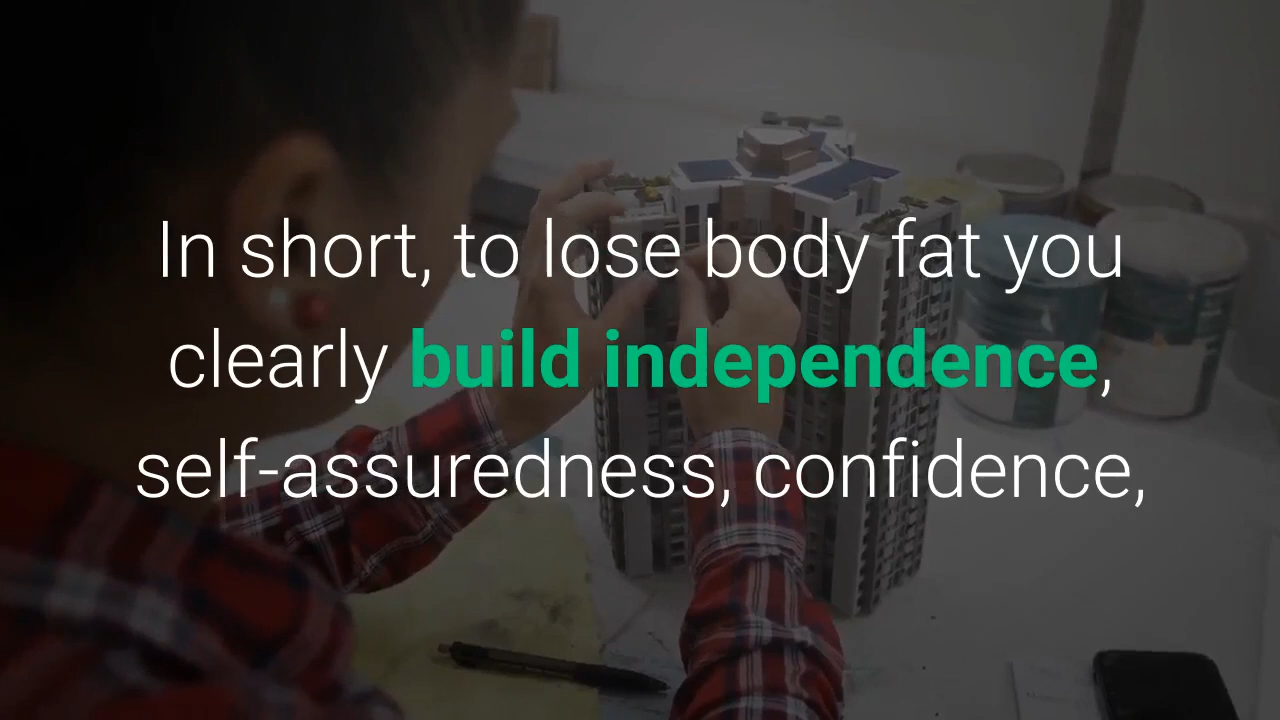 In short, to lose body fat you
clearly build independence,
self-assuredness, confidence,